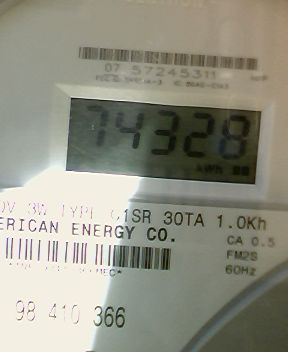 07 57245311
74328
kWh
3W TYPE C1SR 30TA 1.0Kh
ERICAN ENERGY CO.
CA 0.5
FM2S
60Hz
98 410 366